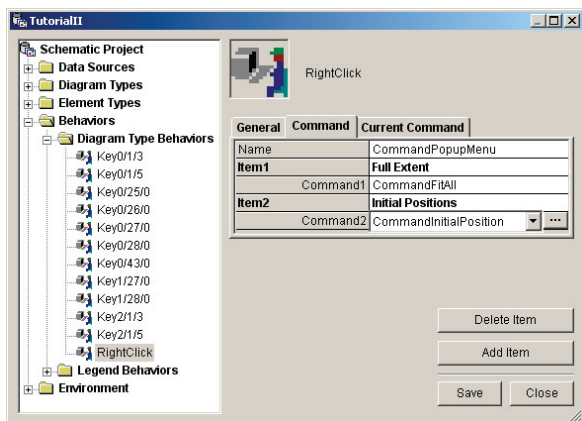 TutorialII
Schematic Project
Data Sources
Diagram Types
Element Types
Behaviors
Diagram Type Behaviors
Key0/1/3
Key0/1/5
Key0/25/0
Key0/26/0
Key0/27/0
Key0/28/0
Key0/43/0
Key1/27/0
Key1/28/0
Key2/1/3
Key2/1/5
RightClick
Legend Behaviors
Environment
RightClick
General Command Current Command
Name CommandPopupMenu
Item1 Full Extent
Command1 CommandFitAll
Item2 Initial Positions
Command2 CommandInitialPosition ...
Delete Item
Add Item
Save Close